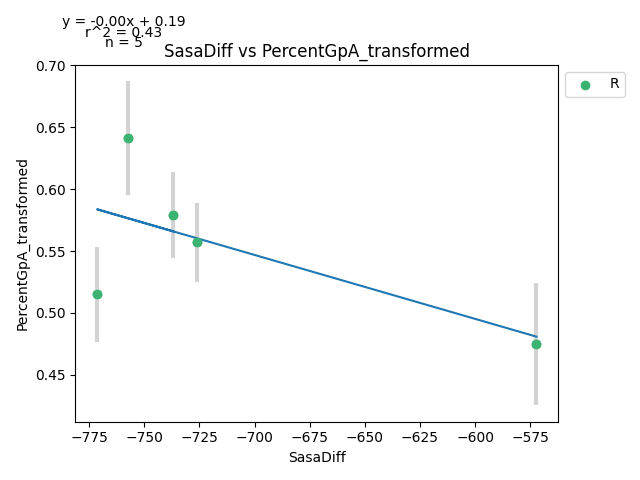 y = -0.00x + 0.19
r^2 = 0.43
n = 5
SasaDiff vs PercentGpA_transformed
R
0.70
0.65
0.60
0.55
0.50
0.45
PercentGpA_transformed
−775
−750
−725
−700
−675
−650
−625
−600
−575
SasaDiff